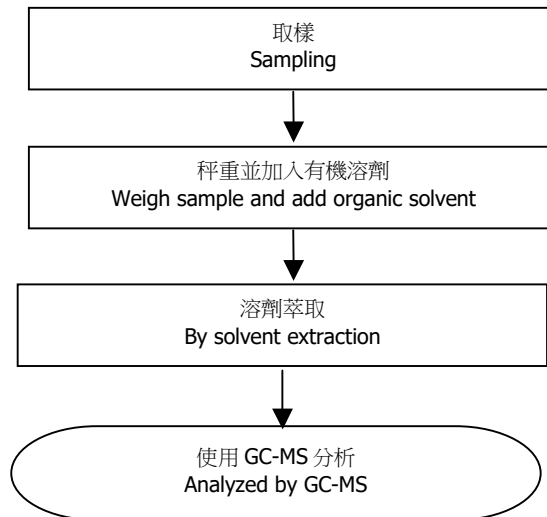 取樣
Sampling
秤重並加入有機溶劑
Weigh sample and add organic solvent
溶劑萃取
By solvent extraction
使用 GC-MS 分析
Analyzed by GC-MS